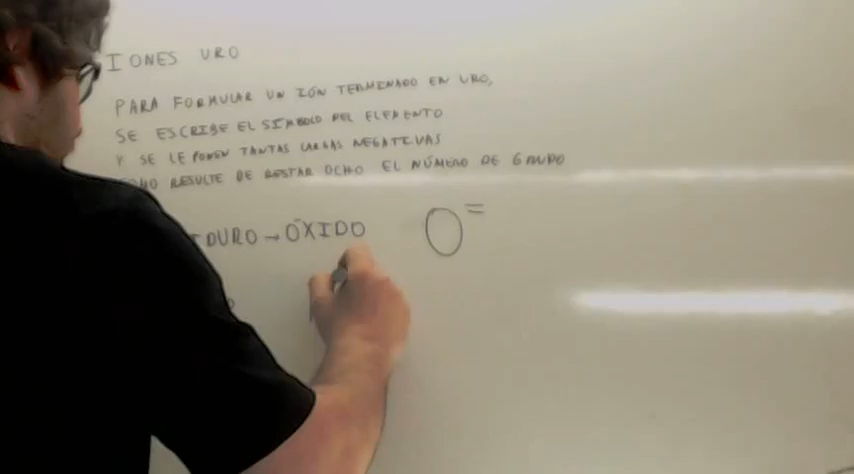 IONES URO
PARA FORMULAR UN IÓN TERMINADO EN URO,
SE ESCRIBE EL SÍMBOLO DEL ELEMENTO
Y SE LE PONEN TANTAS CARGAS NEGATIVAS
RESULTE DE RESTAR OCHO EL NÚMERO DE GRUPO
→ ÓXIDO O=